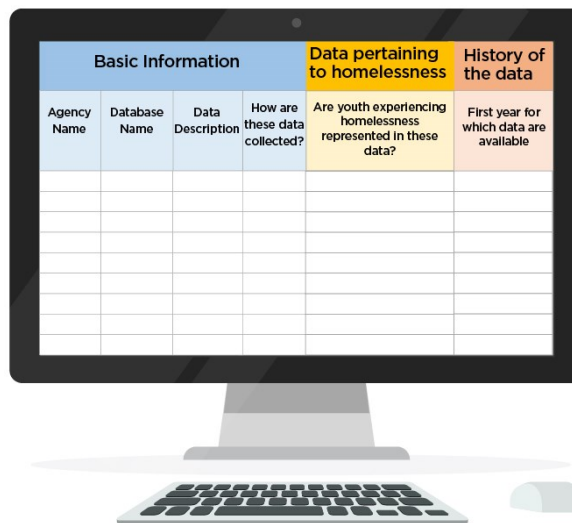 Basic Information
Data pertaining
to homelessness
History of
the data
Agency
Name
Database
Name
Data
Description
How are
these data
collected?
Are youth experiencing
homelessness
represented in these
data?
First year for
which data are
available